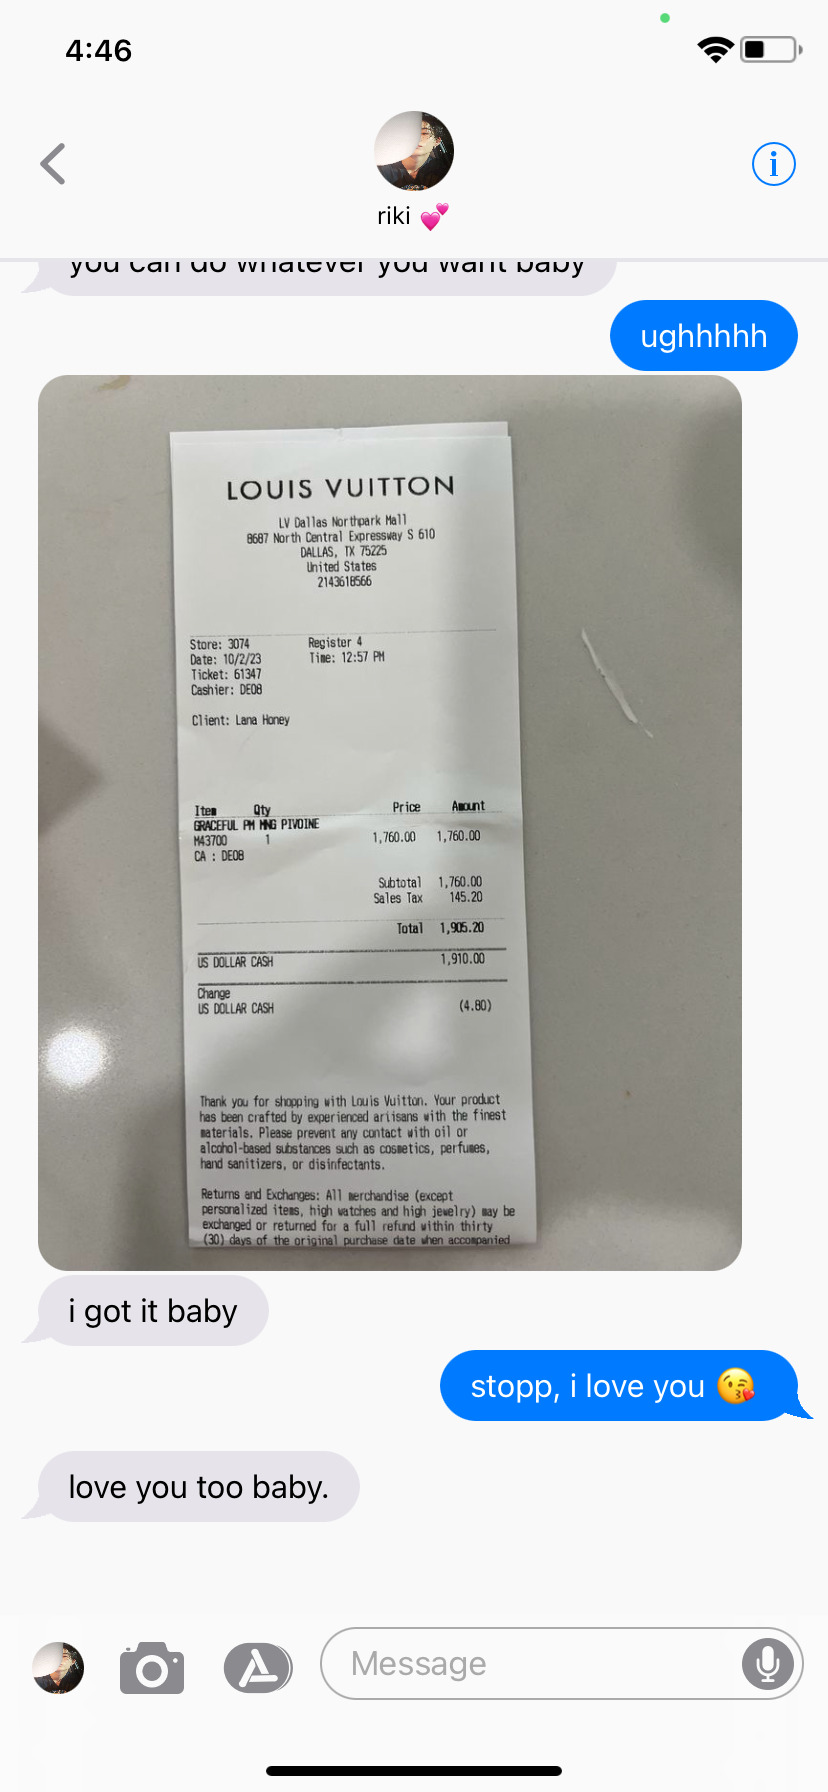 4:46
riki 💕
you can do whatever you want baby
ughhhhh
LOUIS VUITTON
LV Dallas Northpark Mall
8687 North Central Expressway S 610
DALLAS, TX 75225
United States
2143618566
Store: 3074 Register 4
Date: 10/2/23 Time: 12:57 PM
Ticket: 61347
Cashier: DE08
Client: Lana Honey
Item Qty Price Amount
GRACEFUL PM MNG PIVOINE
M43700 1 1,760.00 1,760.00
CA : DE08
Subtotal 1,760.00
Sales Tax 145.20
Total 1,905.20
US DOLLAR CASH 1,910.00
Change
US DOLLAR CASH (4.80)
Thank you for shopping with Louis Vuitton. Your product
has been crafted by experienced artisans with the finest
materials. Please prevent any contact with oil or
alcohol-based substances such as cosmetics, perfumes,
hand sanitizers, or disinfectants.
Returns and Exchanges: All merchandise (except
personalized items, high watches and high jewelry) may be
exchanged or returned for a full refund within thirty
(30) days of the original purchase date when accompanied
i got it baby
stopp, i love you 😘
love you too baby.
Message